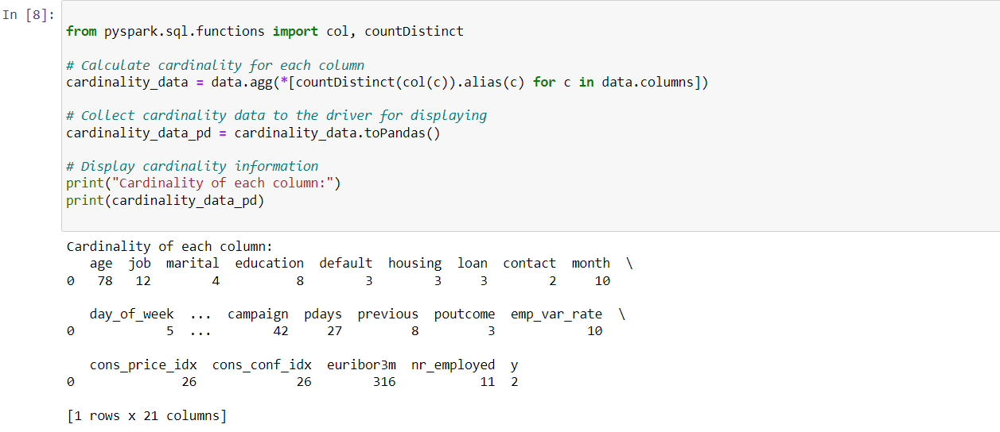 In [8]:
from pyspark.sql.functions import col, countDistinct
# Calculate cardinality for each column
cardinality_data = data.agg(*[countDistinct(col(c)).alias(c) for c in data.columns])
# Collect cardinality data to the driver for displaying
cardinality_data_pd = cardinality_data.toPandas()
# Display cardinality information
print("Cardinality of each column:")
print(cardinality_data_pd)
Cardinality of each column:
age job marital education default housing loan contact month \
0 78 12 4 8 3 3 3 2 10
day_of_week ... campaign pdays previous poutcome emp_var_rate \
0 5 ... 42 27 8 3 10
cons_price_idx cons_conf_idx euribor3m nr_employed y
0 26 26 316 11 2
[1 rows x 21 columns]